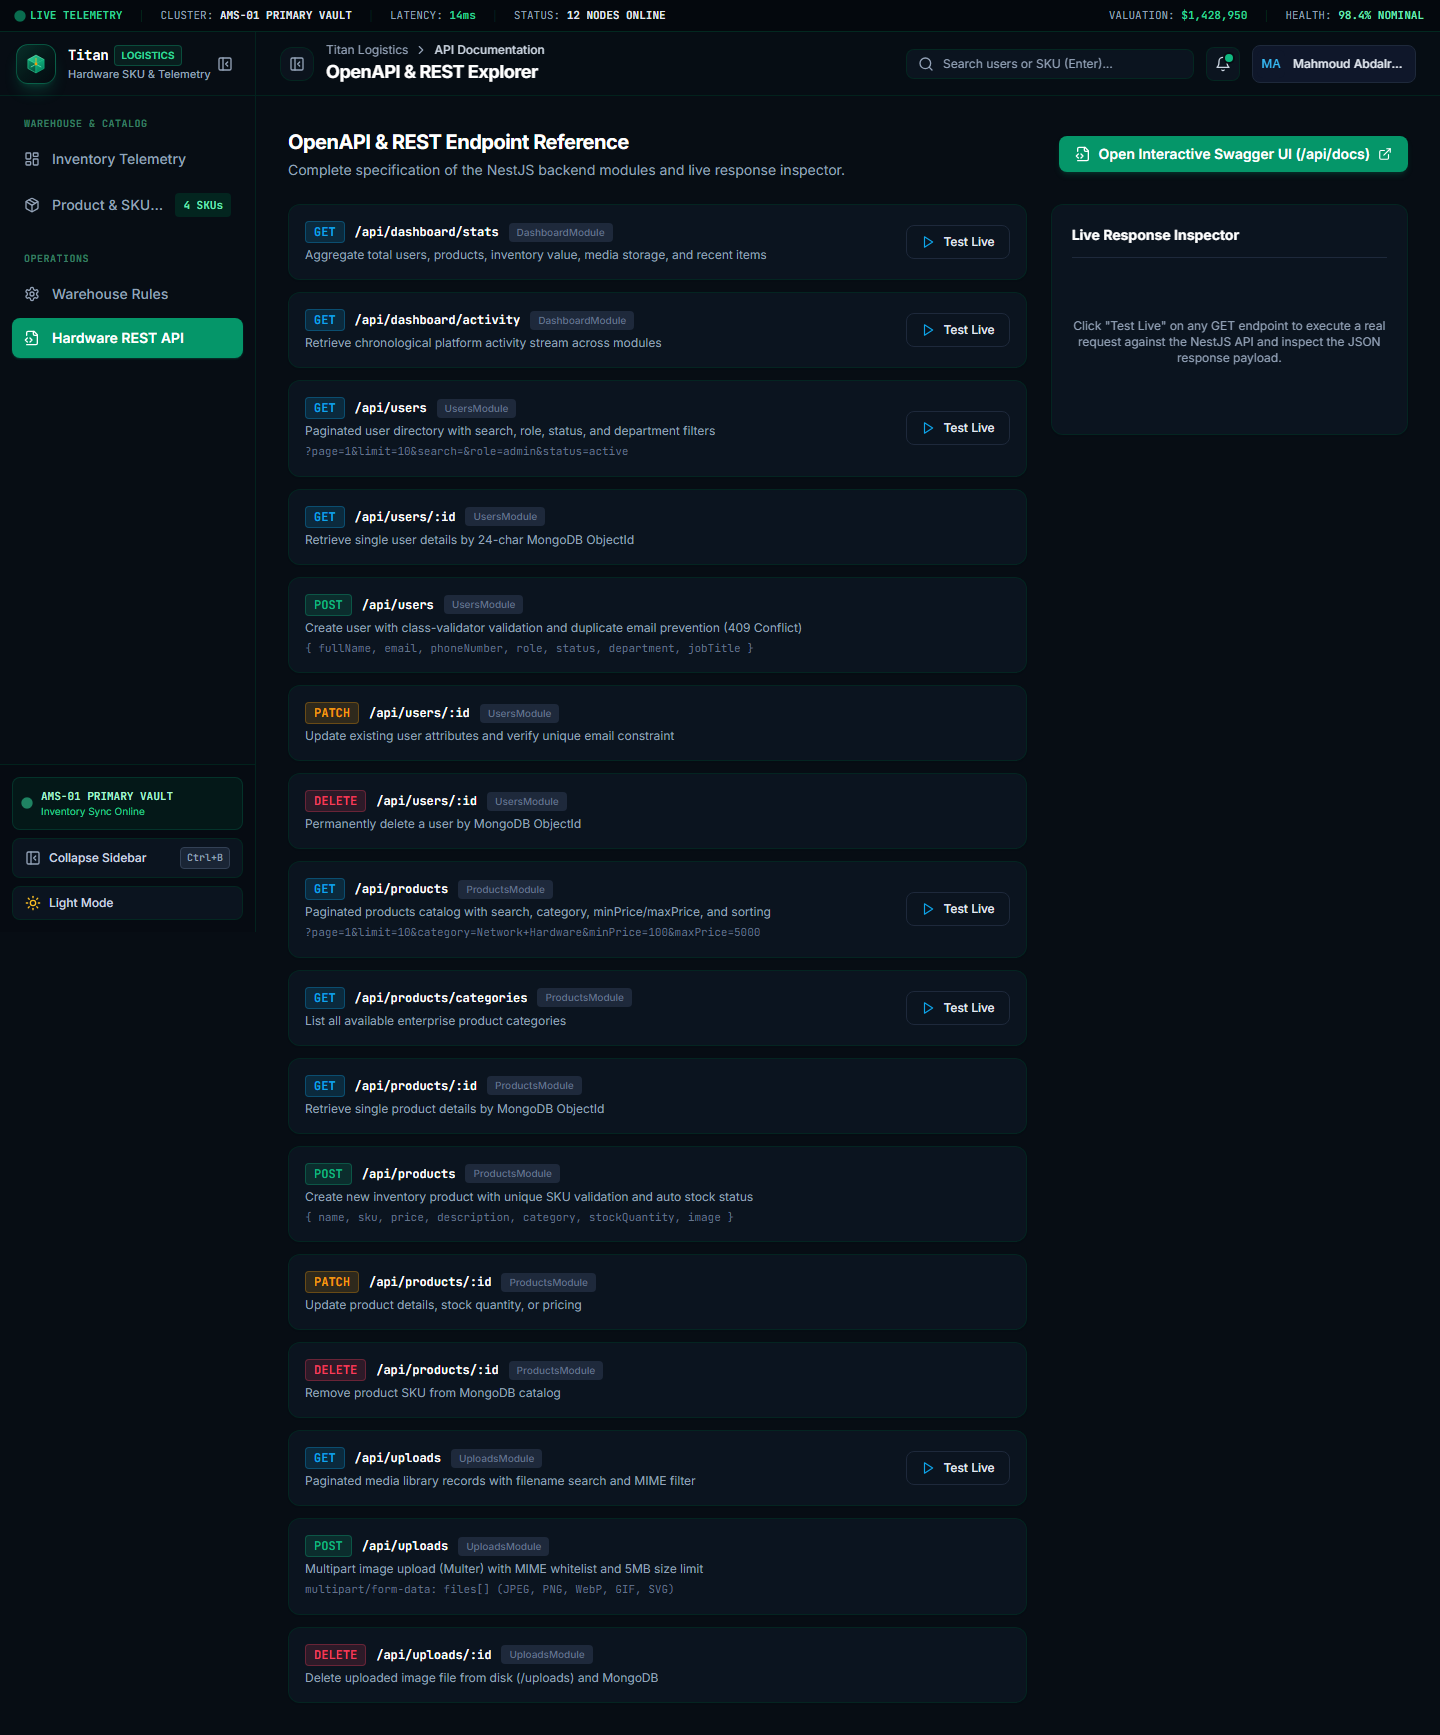 LIVE TELEMETRY
CLUSTER: AMS-01 PRIMARY VAULT
LATENCY: 14ms
STATUS: 12 NODES ONLINE
VALUATION: $1,428,950
HEALTH: 98.4% NOMINAL
Titan LOGISTICS
Hardware SKU & Telemetry
Titan Logistics > API Documentation
OpenAPI & REST Explorer
Search users or SKU (Enter)...
MA Mahmoud Abdalr...
WAREHOUSE & CATALOG
Inventory Telemetry
Product & SKU... 4 SKUs
OPERATIONS
Warehouse Rules
Hardware REST API
AMS-01 PRIMARY VAULT
Inventory Sync Online
Collapse Sidebar Ctrl+B
Light Mode
OpenAPI & REST Endpoint Reference
Complete specification of the NestJS backend modules and live response inspector.
Open Interactive Swagger UI (/api/docs)
GET /api/dashboard/stats DashboardModule
Aggregate total users, products, inventory value, media storage, and recent items
Test Live
GET /api/dashboard/activity DashboardModule
Retrieve chronological platform activity stream across modules
Test Live
GET /api/users UsersModule
Paginated user directory with search, role, status, and department filters
?page=1&limit=10&search=&role=admin&status=active
Test Live
GET /api/users/:id UsersModule
Retrieve single user details by 24-char MongoDB ObjectId
POST /api/users UsersModule
Create user with class-validator validation and duplicate email prevention (409 Conflict)
{ fullName, email, phoneNumber, role, status, department, jobTitle }
PATCH /api/users/:id UsersModule
Update existing user attributes and verify unique email constraint
DELETE /api/users/:id UsersModule
Permanently delete a user by MongoDB ObjectId
GET /api/products ProductsModule
Paginated products catalog with search, category, minPrice/maxPrice, and sorting
?page=1&limit=10&category=Network+Hardware&minPrice=100&maxPrice=5000
Test Live
GET /api/products/categories ProductsModule
List all available enterprise product categories
Test Live
GET /api/products/:id ProductsModule
Retrieve single product details by MongoDB ObjectId
POST /api/products ProductsModule
Create new inventory product with unique SKU validation and auto stock status
{ name, sku, price, description, category, stockQuantity, image }
PATCH /api/products/:id ProductsModule
Update product details, stock quantity, or pricing
DELETE /api/products/:id ProductsModule
Remove product SKU from MongoDB catalog
GET /api/uploads UploadsModule
Paginated media library records with filename search and MIME filter
Test Live
POST /api/uploads UploadsModule
Multipart image upload (Multer) with MIME whitelist and 5MB size limit
multipart/form-data: files[] (JPEG, PNG, WebP, GIF, SVG)
DELETE /api/uploads/:id UploadsModule
Delete uploaded image file from disk (/uploads) and MongoDB
Live Response Inspector
Click "Test Live" on any GET endpoint to execute a real
request against the NestJS API and inspect the JSON
response payload.